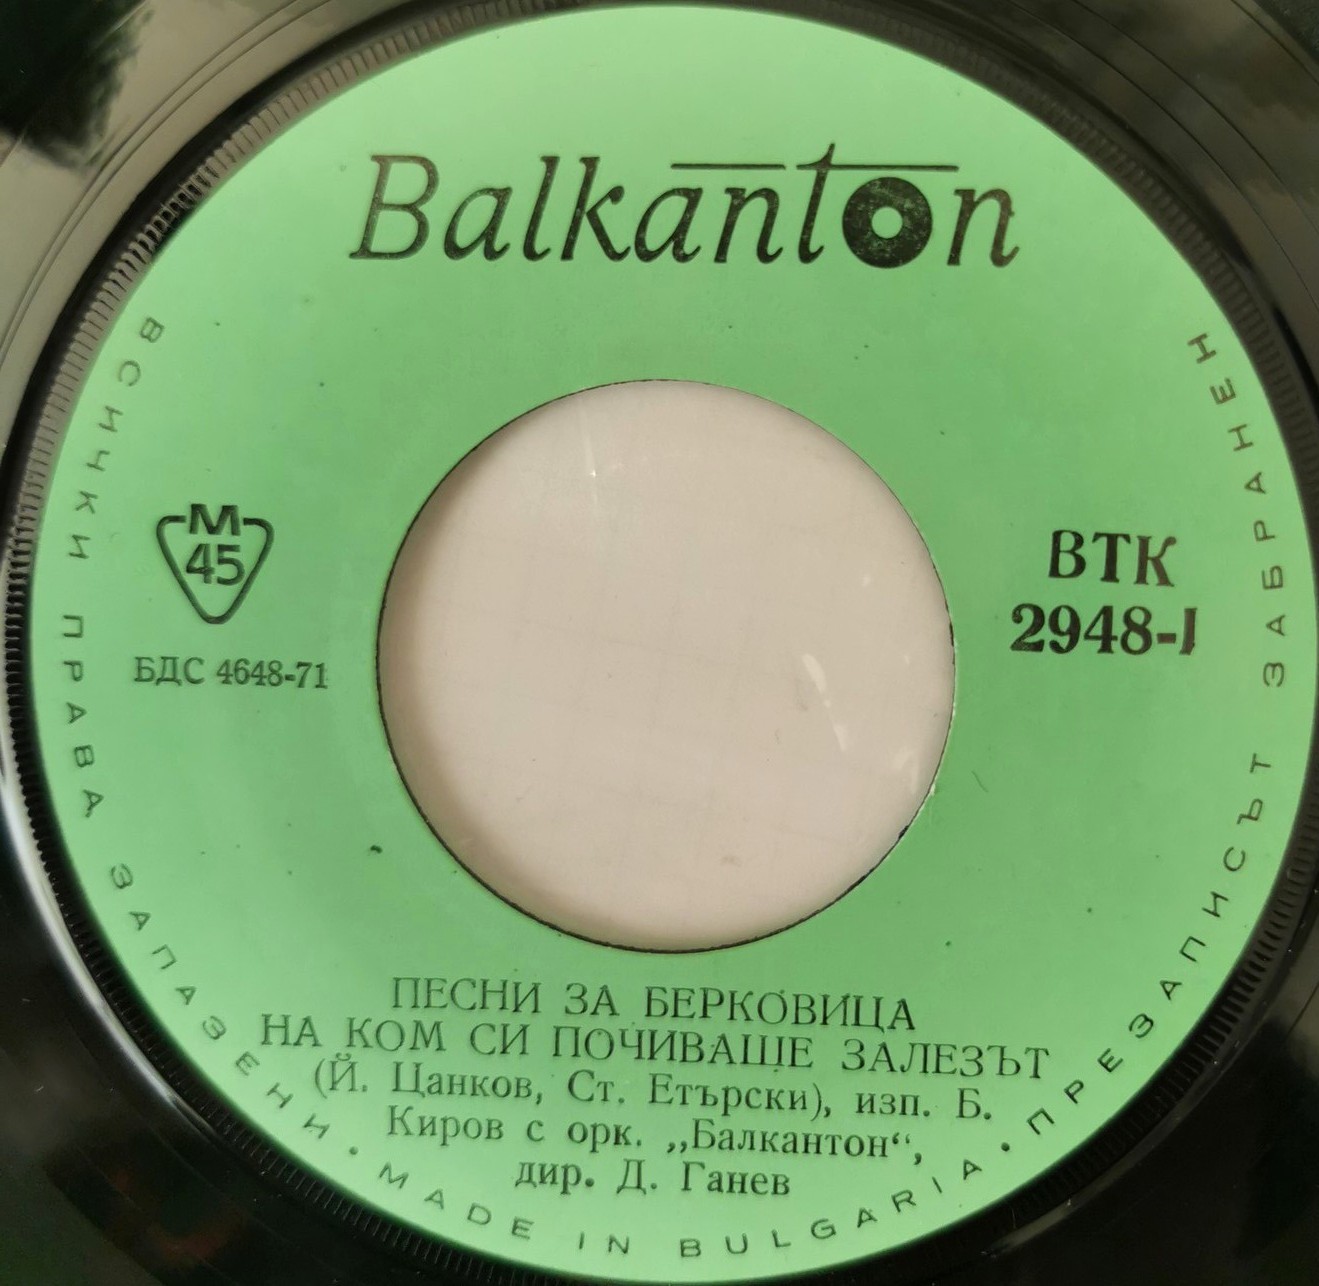 Balkanton
М
45
БДС 4648-71
ВТК
2948-I
ПЕСНИ ЗА БЕРКОВИЦА
НА КОМ СИ ПОЧИВАШЕ ЗАЛЕЗЪТ
(Й. Цанков, Ст. Етърски), изп. Б.
Киров с орк. „Балкантон“,
дир. Д. Ганев
ВСИЧКИ ПРАВА ЗАПАЗЕНИ · MADE IN BULGARIA · ПРЕЗАПИСЪТ ЗАБРАНЕН